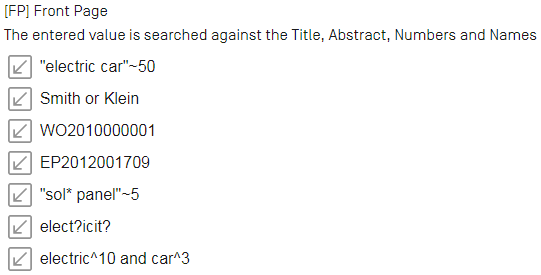 [FP] Front Page
The entered value is searched against the Title, Abstract, Numbers and Names
"electric car"~50
Smith or Klein
WO2010000001
EP2012001709
"sol* panel"~5
elect?icit?
electric^10 and car^3